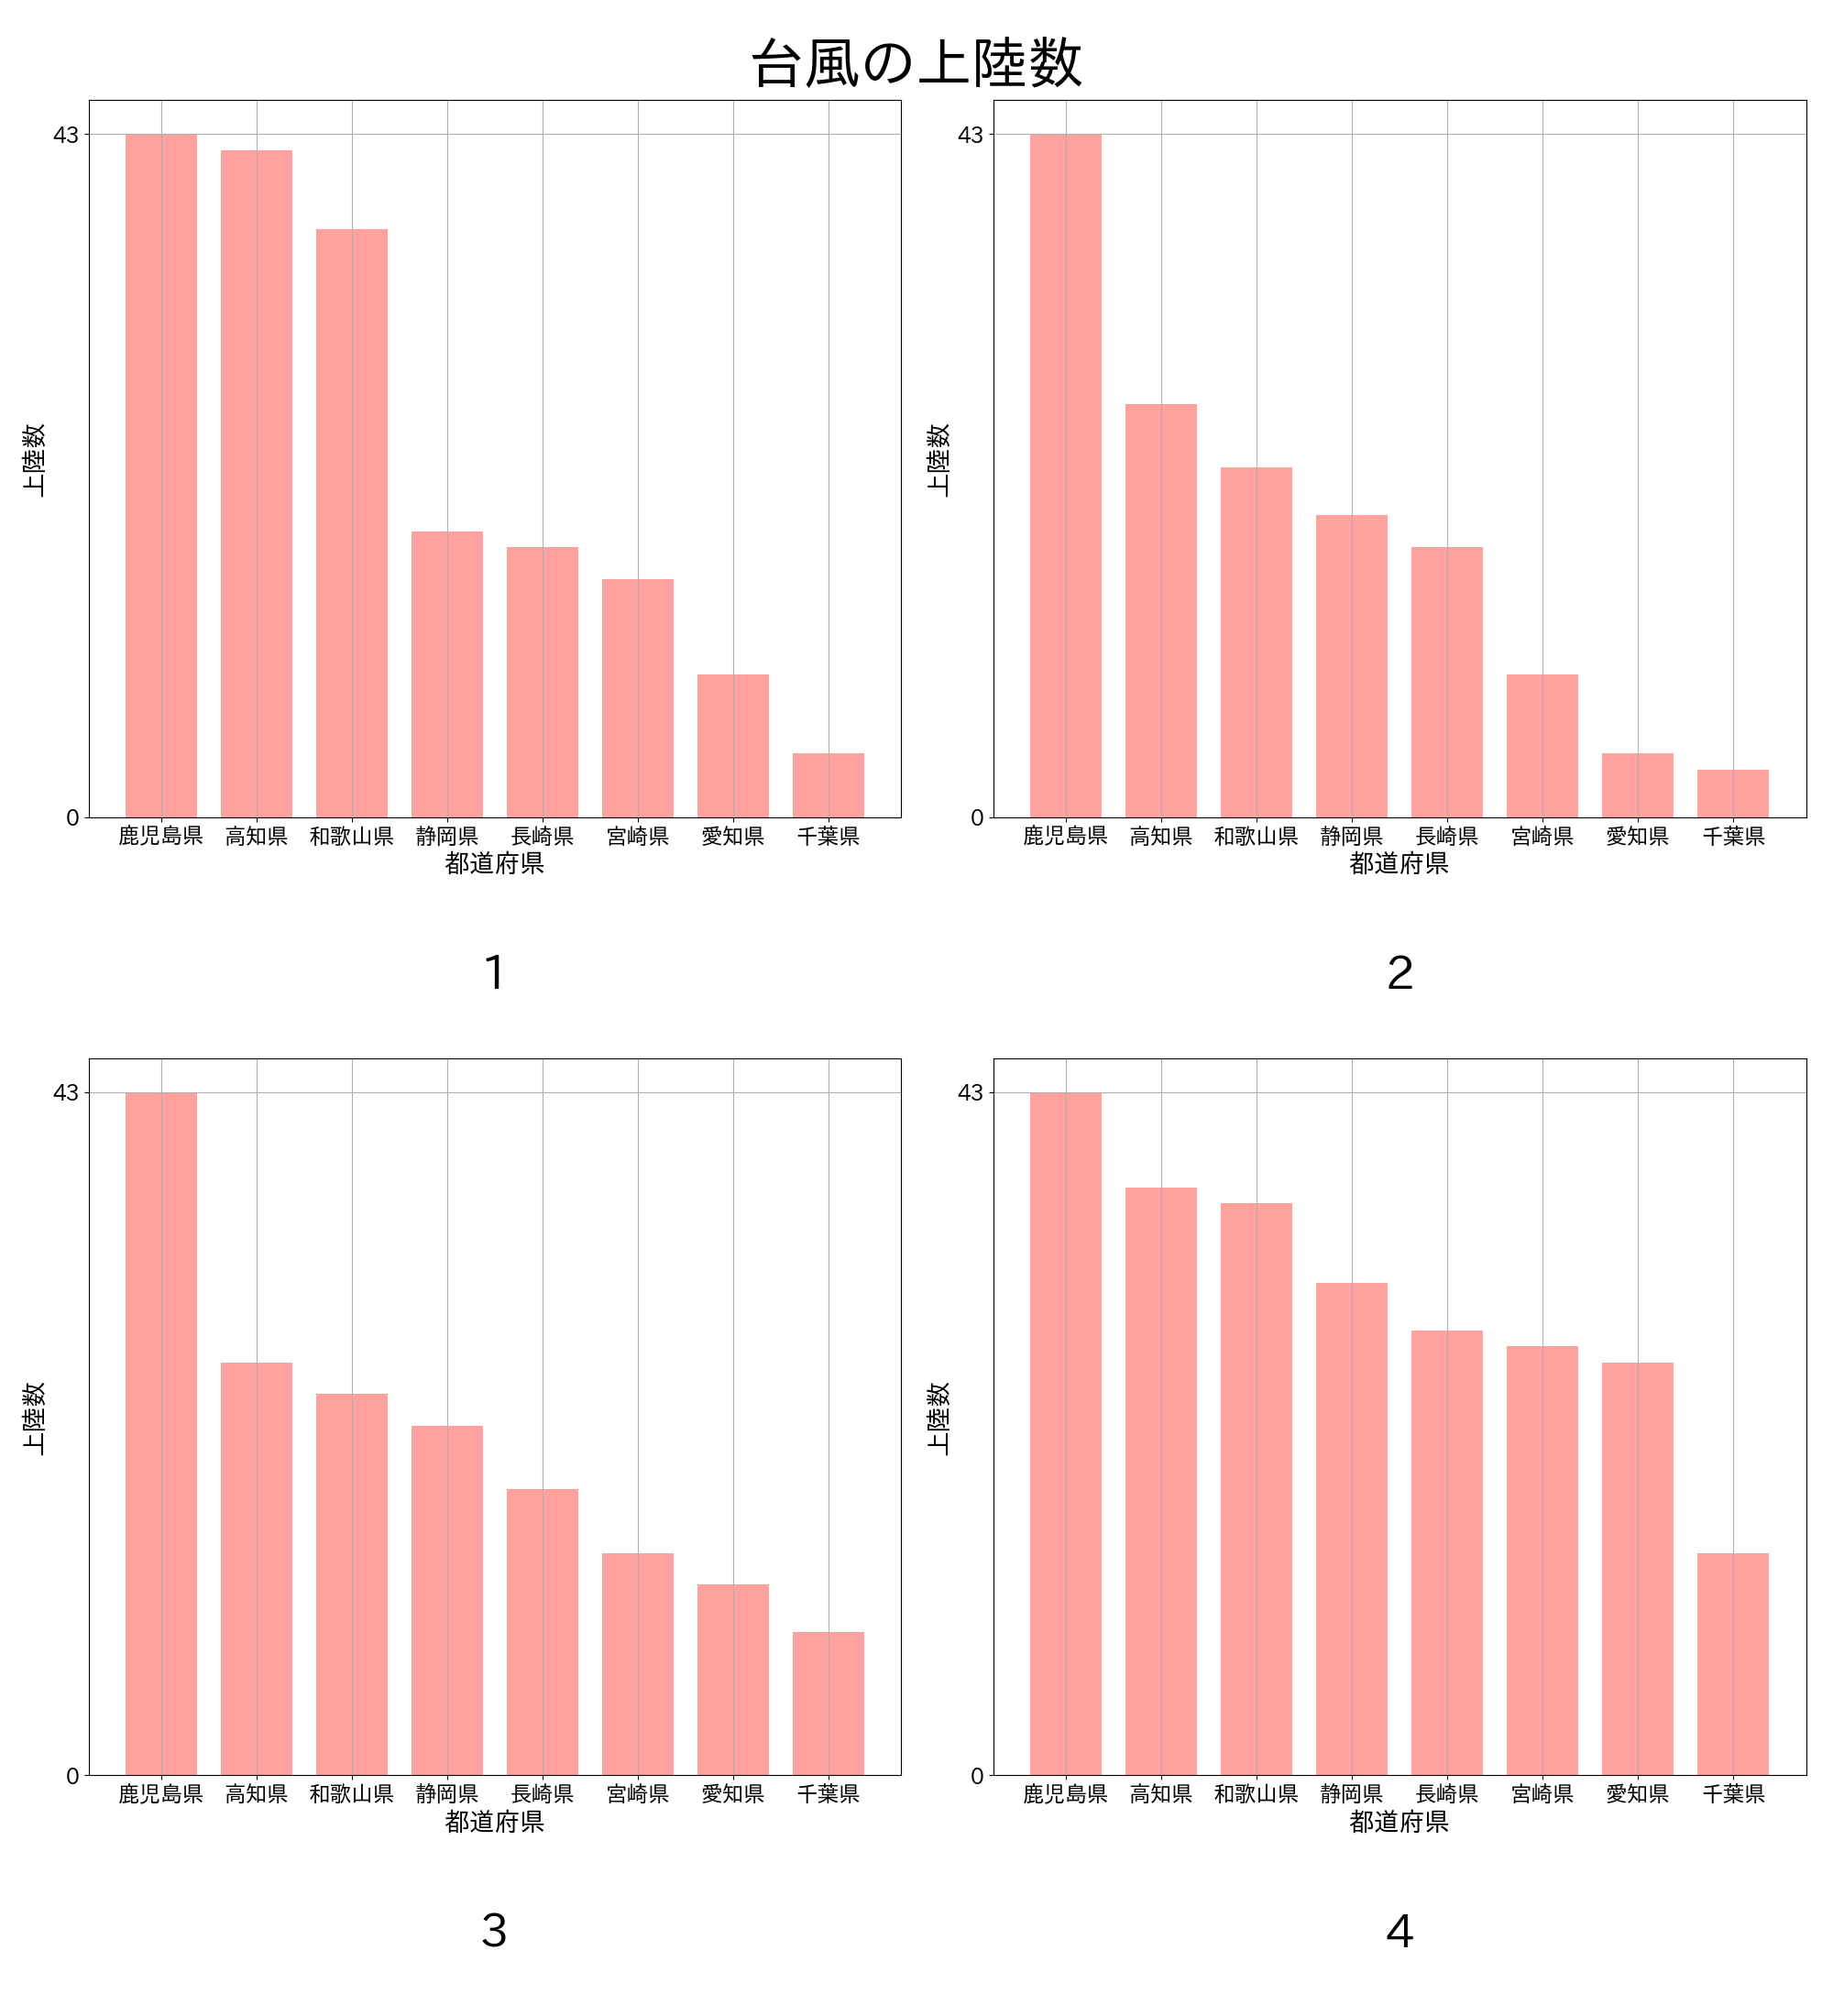 台風の上陸数
43
上陸数
0
鹿児島県 高知県 和歌山県 静岡県 長崎県 宮崎県 愛知県 千葉県
都道府県
1
43
上陸数
0
鹿児島県 高知県 和歌山県 静岡県 長崎県 宮崎県 愛知県 千葉県
都道府県
2
43
上陸数
0
鹿児島県 高知県 和歌山県 静岡県 長崎県 宮崎県 愛知県 千葉県
都道府県
3
43
上陸数
0
鹿児島県 高知県 和歌山県 静岡県 長崎県 宮崎県 愛知県 千葉県
都道府県
4